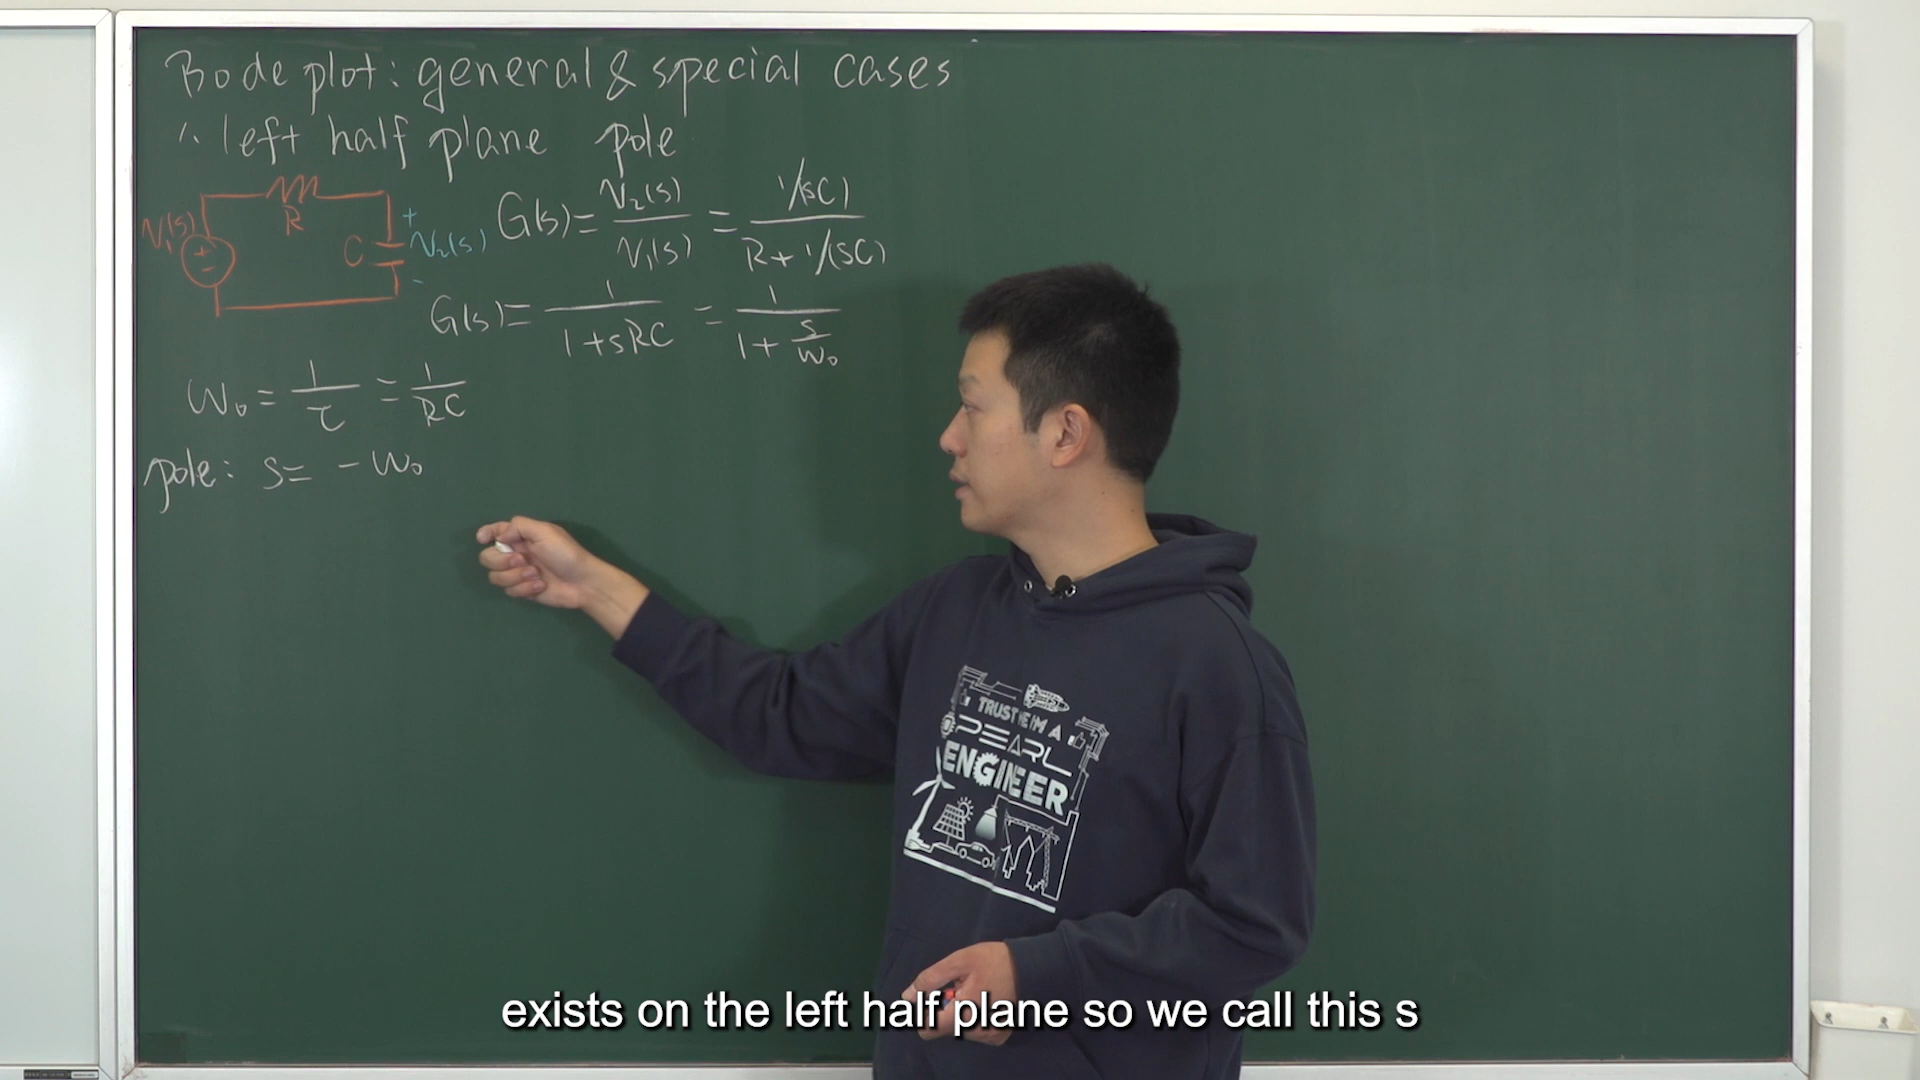 Bode plot: general & special cases
1. left half plane pole
V₁(s) + - R C + V₂(s) -
G(s) = V₂(s)/V₁(s) = 1/(sC) / R + 1/(sC)
G(s) = 1/1+sRC = 1/1+s/w₀
w₀ = 1/τ = 1/RC
pole: s = -w₀
TRUST ME IM A
PEARL
ENGINEER
exists on the left half plane so we call this s